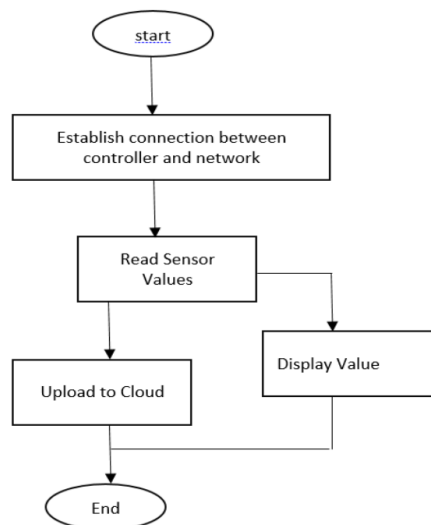 start
Establish connection between
controller and network
Read Sensor
Values
Upload to Cloud
Display Value
End